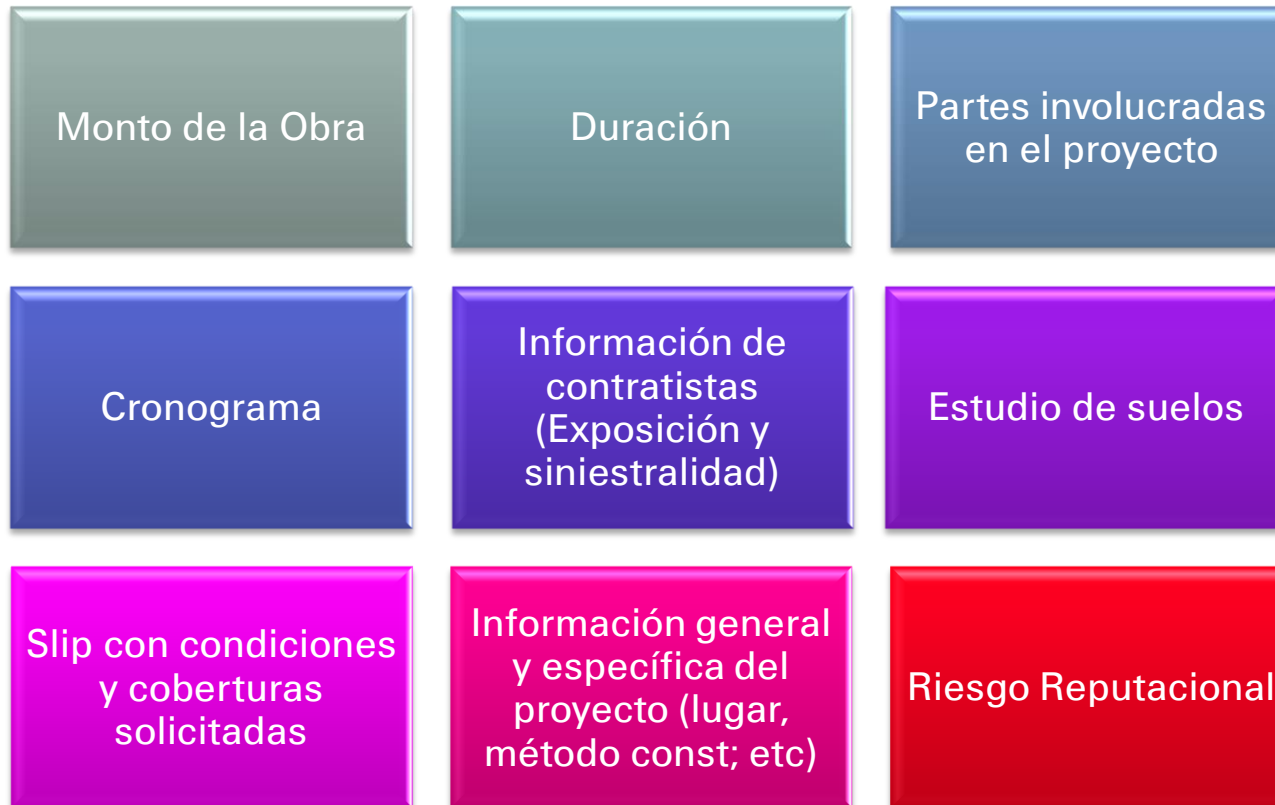 Monto de la Obra
Duración
Partes involucradas
en el proyecto
Cronograma
Información de
contratistas
(Exposición y
siniestralidad)
Estudio de suelos
Slip con condiciones
y coberturas
solicitadas
Información general
y específica del
proyecto (lugar,
método const; etc)
Riesgo Reputacional